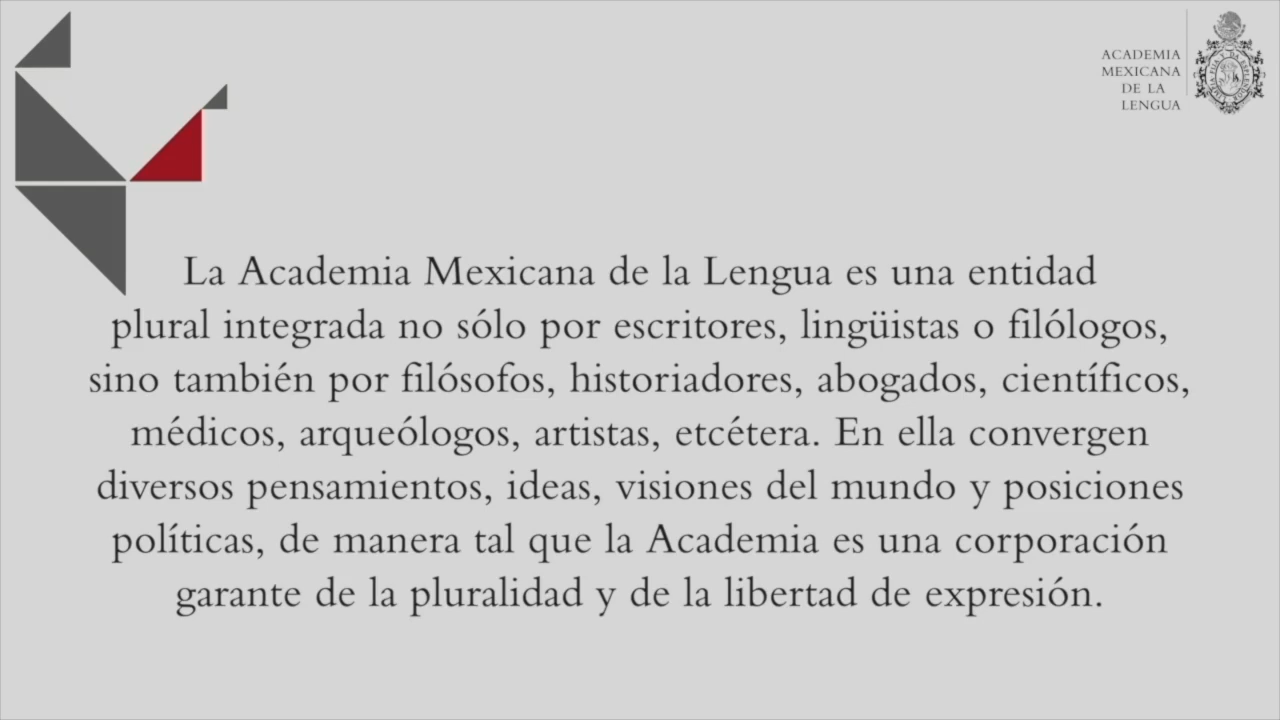 ACADEMIA
MEXICANA
DE LA
LENGUA
La Academia Mexicana de la Lengua es una entidad
plural integrada no sólo por escritores, lingüistas o filólogos,
sino también por filósofos, historiadores, abogados, científicos,
médicos, arqueólogos, artistas, etcétera. En ella convergen
diversos pensamientos, ideas, visiones del mundo y posiciones
políticas, de manera tal que la Academia es una corporación
garante de la pluralidad y de la libertad de expresión.